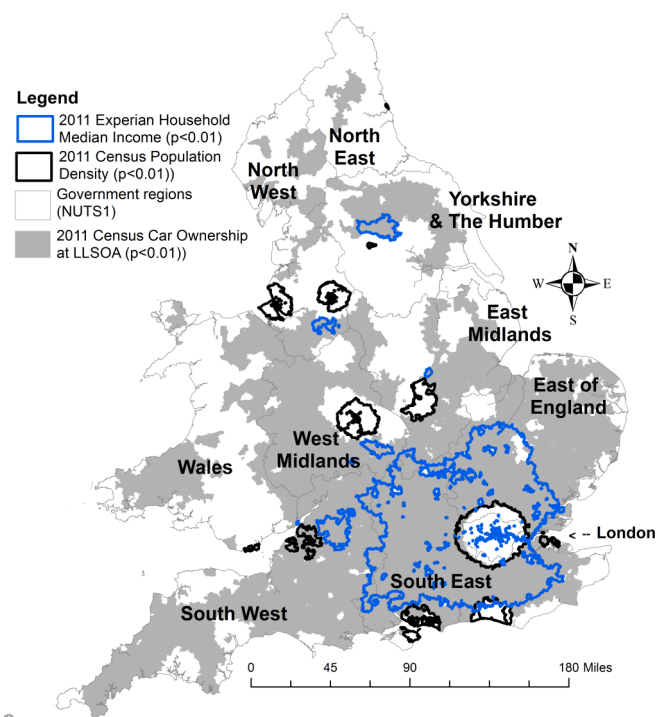 Legend
2011 Experian Household
Median Income (p<0.01)
2011 Census Population
Density (p<0.01))
Government regions
(NUTS1)
2011 Census Car Ownership
at LLSOA (p<0.01))
North
East
North
West
Yorkshire
& The Humber
N
W
E
S
East
Midlands
East of
England
West
Midlands
Wales
< -- London
South East
South West
0
45
90
180 Miles